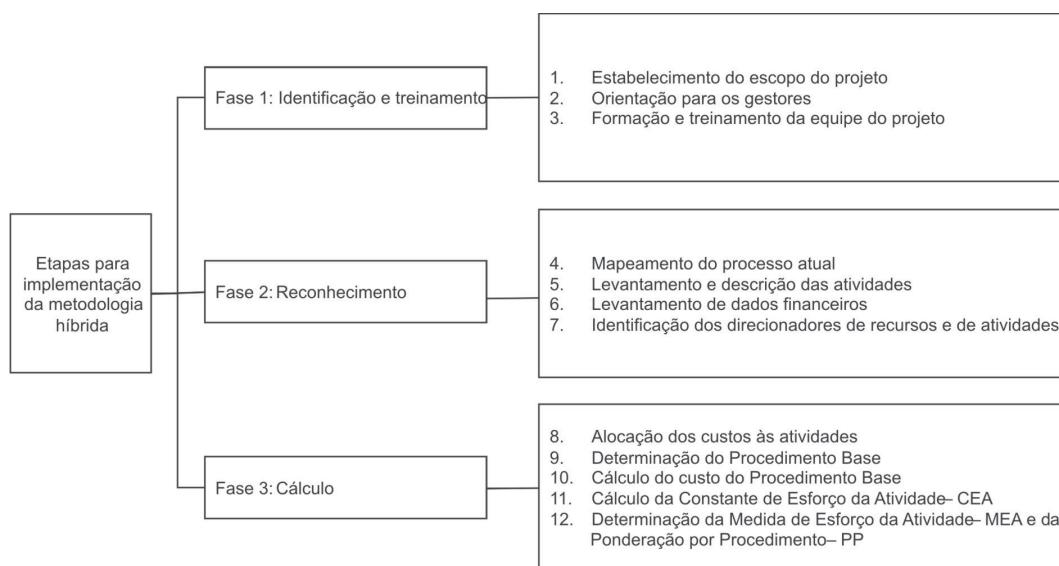 Etapas para
implementação
da metodologia
híbrida
Fase 1: Identificação e treinamento
1. Estabelecimento do escopo do projeto
2. Orientação para os gestores
3. Formação e treinamento da equipe do projeto
Fase 2: Reconhecimento
4. Mapeamento do processo atual
5. Levantamento e descrição das atividades
6. Levantamento de dados financeiros
7. Identificação dos direcionadores de recursos e de atividades
Fase 3: Cálculo
8. Alocação dos custos às atividades
9. Determinação do Procedimento Base
10. Cálculo do custo do Procedimento Base
11. Cálculo da Constante de Esforço da Atividade– CEA
12. Determinação da Medida de Esforço da Atividade– MEA e da
Ponderação por Procedimento– PP